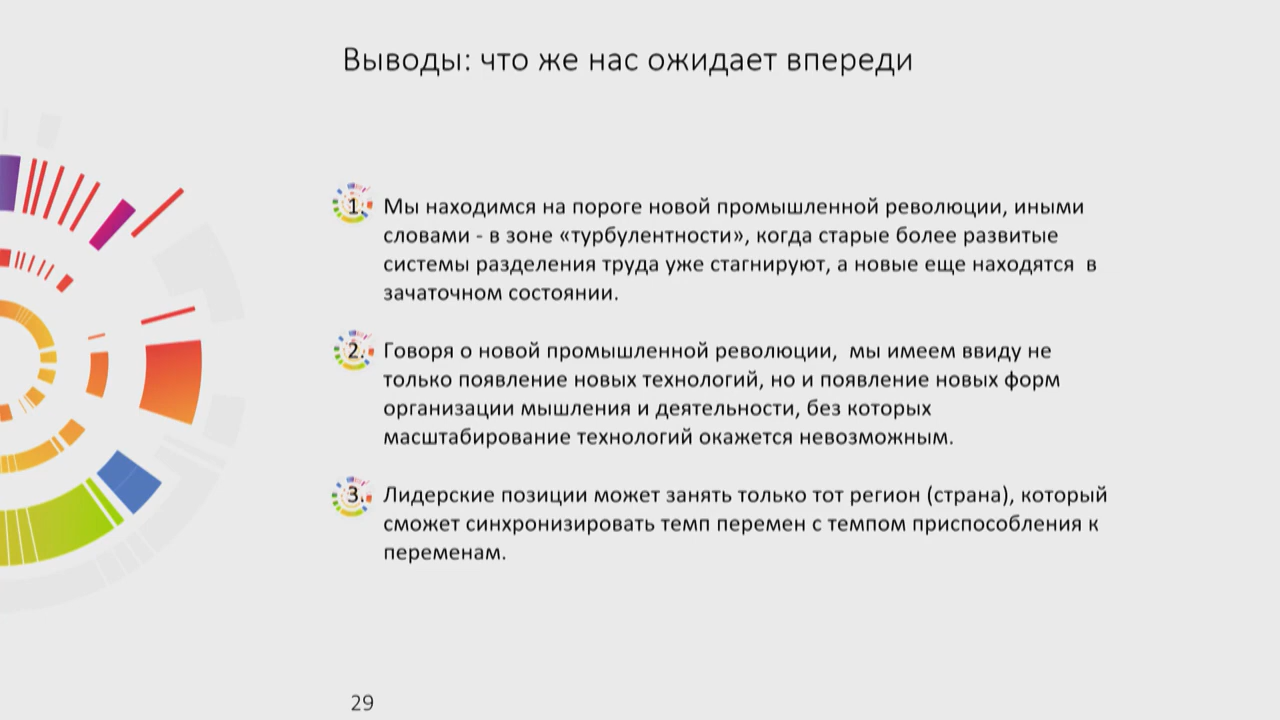 Выводы: что же нас ожидает впереди
1. Мы находимся на пороге новой промышленной революции, иными
словами - в зоне «турбулентности», когда старые более развитые
системы разделения труда уже стагнируют, а новые еще находятся в
зачаточном состоянии.
2. Говоря о новой промышленной революции, мы имеем ввиду не
только появление новых технологий, но и появление новых форм
организации мышления и деятельности, без которых
масштабирование технологий окажется невозможным.
3. Лидерские позиции может занять только тот регион (страна), который
сможет синхронизировать темп перемен с темпом приспособления к
переменам.
29